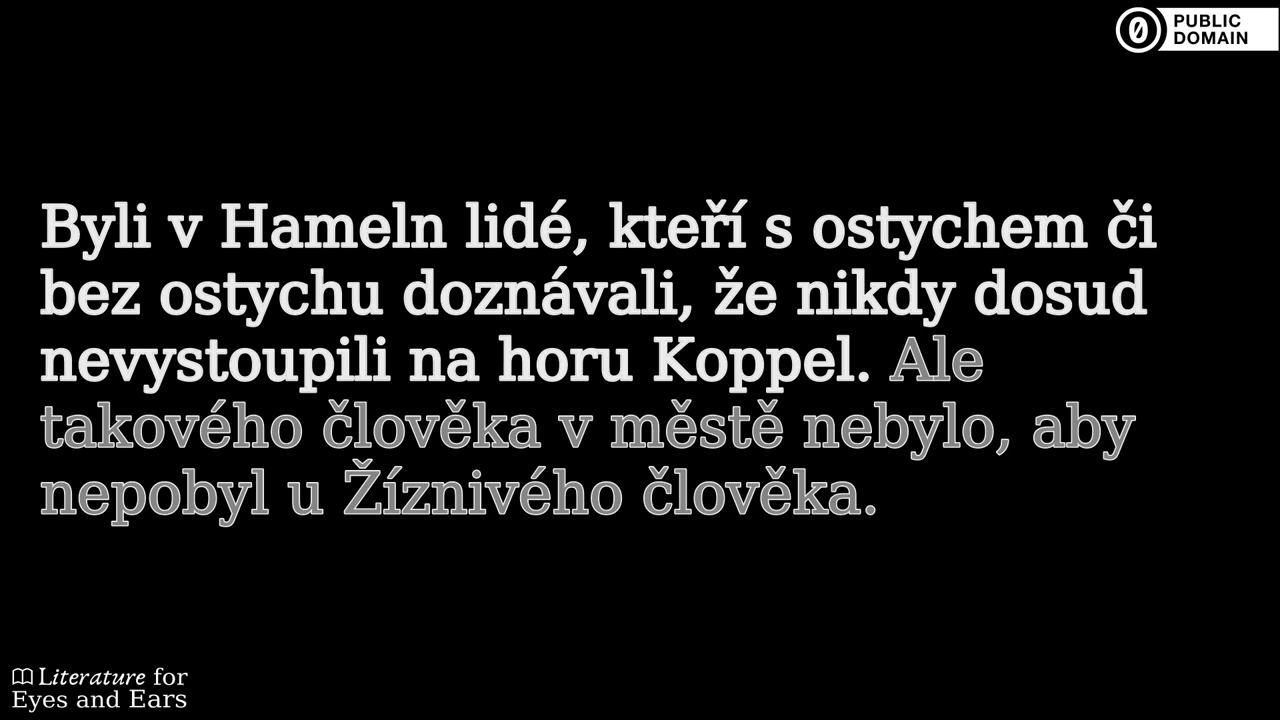 PUBLIC
DOMAIN
Byli v Hameln lidé, kteří s ostychem či
bez ostychu doznávali, že nikdy dosud
nevystoupili na horu Koppel. Ale
takového člověka v městě nebylo, aby
nepobyl u Žíznivého člověka.
Literature for
Eyes and Ears